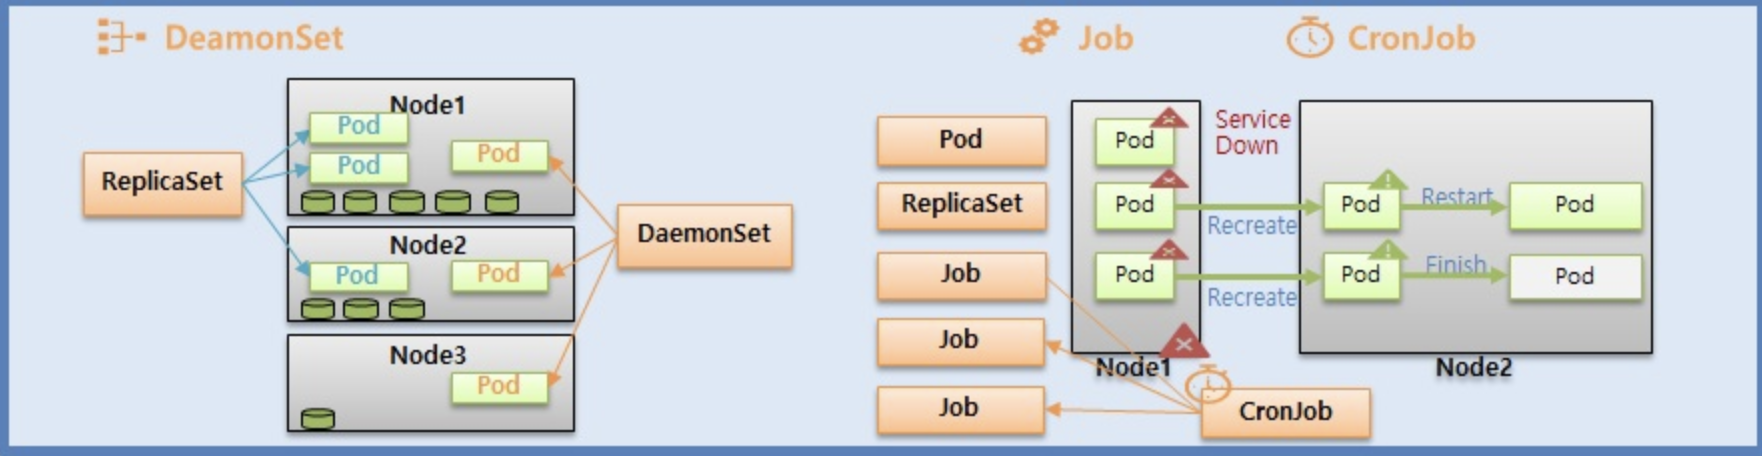 DeamonSet
Node1
Pod
Pod
Pod
ReplicaSet
DaemonSet
Node2
Pod
Pod
Node3
Pod
Job
CronJob
Pod
Pod
Service
Down
ReplicaSet
Pod
Recreate
Pod
Restart
Pod
Job
Pod
Recreate
Pod
Finish
Pod
Job
Node1
Node2
Job
CronJob